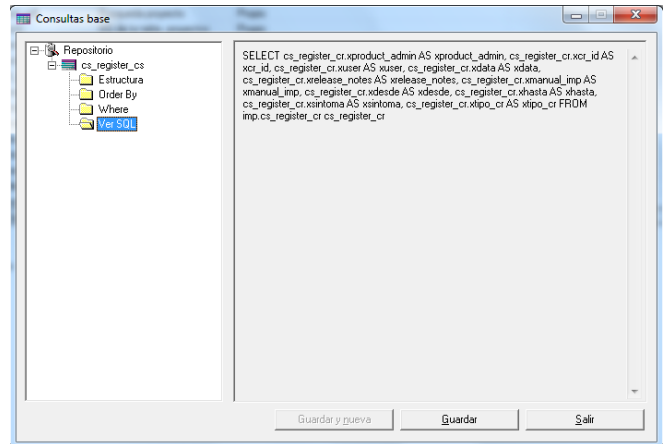 Consultas base
Repositorio
cs_register_cs
Estructura
Order By
Where
Ver SQL
SELECT cs_register_cr.xproduct_admin AS xproduct_admin, cs_register_cr.xcr_id AS
xcr_id, cs_register_cr.xuser AS xuser, cs_register_cr.xdata AS xdata,
cs_register_cr.xrelease_notes AS xrelease_notes, cs_register_cr.xmanual_imp AS
xmanual_imp, cs_register_cr.xdesde AS xdesde, cs_register_cr.xhasta AS xhasta,
cs_register_cr.xsintoma AS xsintoma, cs_register_cr.xtipo_cr AS xtipo_cr FROM
imp.cs_register_cr cs_register_cr
Guardar y nueva
Guardar
Salir